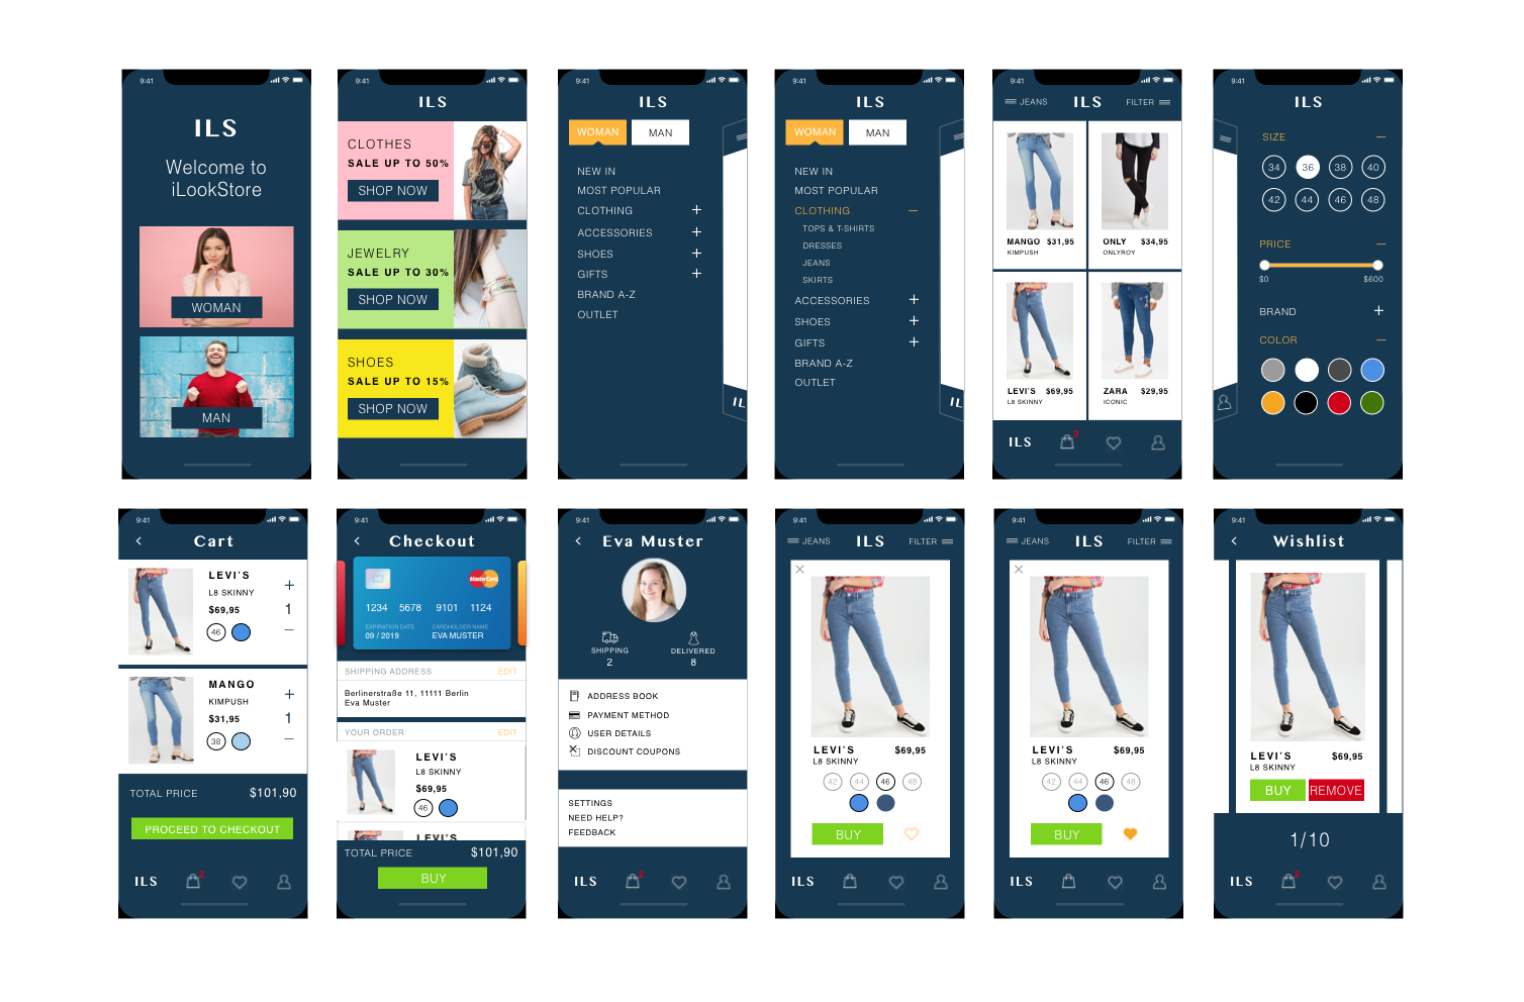 9:41
ILS
Welcome to
iLookStore
WOMAN
MAN
9:41
ILS
CLOTHES
SALE UP TO 50%
SHOP NOW
JEWELRY
SALE UP TO 30%
SHOP NOW
SHOES
SALE UP TO 15%
SHOP NOW
9:41
ILS
WOMAN MAN
NEW IN
MOST POPULAR
CLOTHING +
ACCESSORIES +
SHOES +
GIFTS +
BRAND A-Z
OUTLET
IL
9:41
ILS
WOMAN MAN
NEW IN
MOST POPULAR
CLOTHING –
TOPS & T-SHIRTS
DRESSES
JEANS
SKIRTS
ACCESSORIES +
SHOES +
GIFTS +
BRAND A-Z
OUTLET
IL
9:41
JEANS ILS FILTER
MANGO $31,95
KIMPUSH
ONLY $34,95
ONLYROY
LEVI'S $69,95
L8 SKINNY
ZARA $29,95
ICONIC
ILS 2
9:41
ILS
SIZE –
34 36 38 40
42 44 46 48
PRICE –
$0 $600
BRAND +
COLOR –
9:41
< Cart
LEVI'S +
L8 SKINNY
$69,95 1
46 –
MANGO +
KIMPUSH
$31,95 1
38 –
TOTAL PRICE $101,90
PROCEED TO CHECKOUT
ILS 2
9:41
< Checkout
MasterCard
1234 5678 9101 1124
EXPIRATION DATE CARDHOLDER NAME
09 / 2019 EVA MUSTER
SHIPPING ADDRESS EDIT
Berlinerstraße 11, 11111 Berlin
Eva Muster
YOUR ORDER EDIT
LEVI'S
L8 SKINNY
$69,95
46
LEVI'S
TOTAL PRICE $101,90
BUY
9:41
< Eva Muster
SHIPPING DELIVERED
2 8
ADDRESS BOOK
PAYMENT METHOD
USER DETAILS
DISCOUNT COUPONS
SETTINGS
NEED HELP?
FEEDBACK
ILS 2
9:41
JEANS ILS FILTER
LEVI'S $69,95
L8 SKINNY
42 44 46 48
BUY
ILS
9:41
JEANS ILS FILTER
LEVI'S $69,95
L8 SKINNY
42 44 46 48
BUY
ILS
9:41
< Wishlist
LEVI'S $69,95
L8 SKINNY
BUY REMOVE
1/10
ILS 2